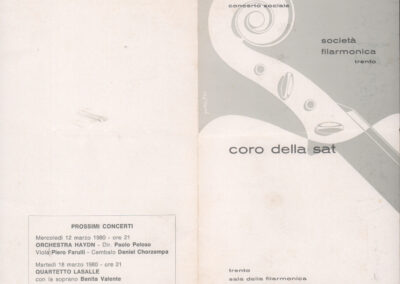 PROSSIMI CONCERTI
Mercoledì 12 marzo 1980 - ore 21
ORCHESTRA HAYDN - Dir. Paolo Peloso
Viola Piero Farulli - Cembalo Daniel Chorzempa
Martedì 18 marzo 1980 - ore 21
QUARTETTO LASALLE
con la soprano Benita Valente
concerto sociale
società
filarmonica
trento
coro della sat
trento
sala della filarmonica